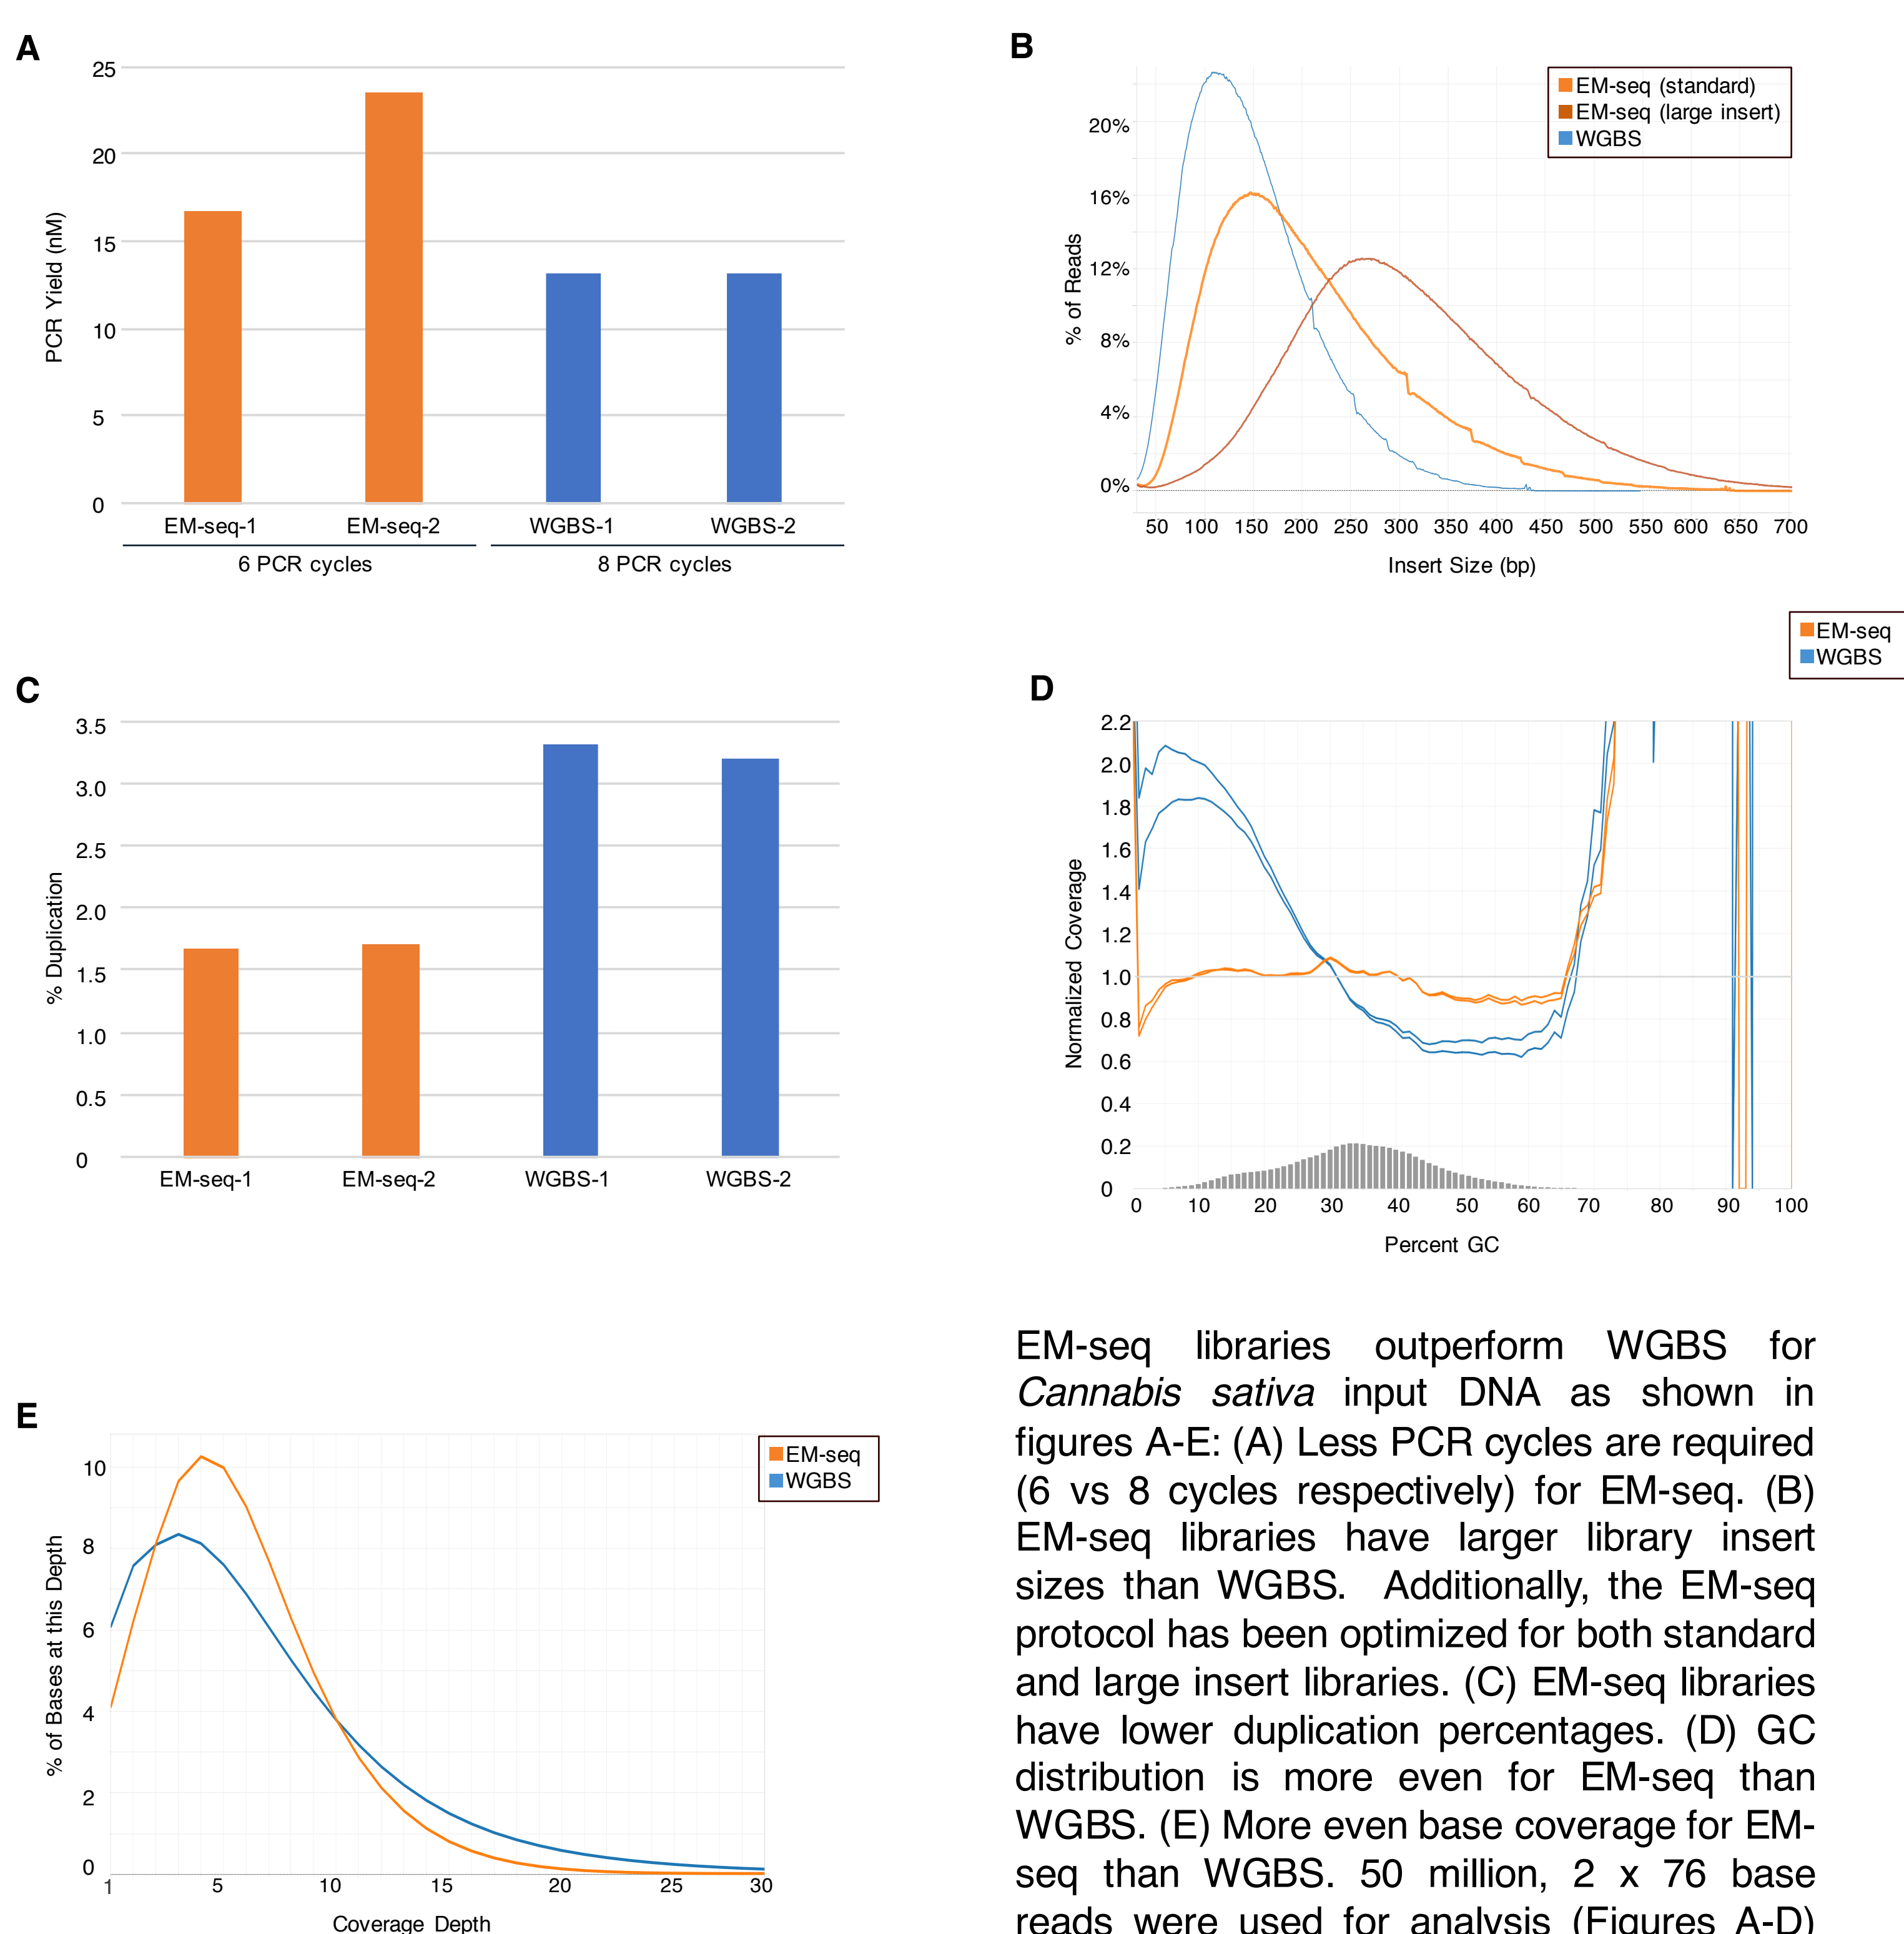 A
25
20
15
10
5
0
PCR Yield (nM)
EM-seq-1 EM-seq-2 WGBS-1 WGBS-2
6 PCR cycles 8 PCR cycles
B
EM-seq (standard)
EM-seq (large insert)
WGBS
20%
16%
12%
8%
4%
0%
% of Reads
50 100 150 200 250 300 350 400 450 500 550 600 650 700
Insert Size (bp)
C
3.5
3.0
2.5
2.0
1.5
1.0
0.5
0
% Duplication
EM-seq-1 EM-seq-2 WGBS-1 WGBS-2
EM-seq
WGBS
D
2.2
2.0
1.8
1.6
1.4
1.2
1.0
0.8
0.6
0.4
0.2
0
Normalized Coverage
0 10 20 30 40 50 60 70 80 90 100
Percent GC
E
EM-seq
WGBS
10
8
6
4
2
0
% of Bases at this Depth
1 5 10 15 20 25 30
Coverage Depth
EM-seq libraries outperform WGBS for
Cannabis sativa input DNA as shown in
figures A-E: (A) Less PCR cycles are required
(6 vs 8 cycles respectively) for EM-seq. (B)
EM-seq libraries have larger library insert
sizes than WGBS. Additionally, the EM-seq
protocol has been optimized for both standard
and large insert libraries. (C) EM-seq libraries
have lower duplication percentages. (D) GC
distribution is more even for EM-seq than
WGBS. (E) More even base coverage for EM-
seq than WGBS. 50 million, 2 x 76 base
reads were used for analysis (Figures A-D)